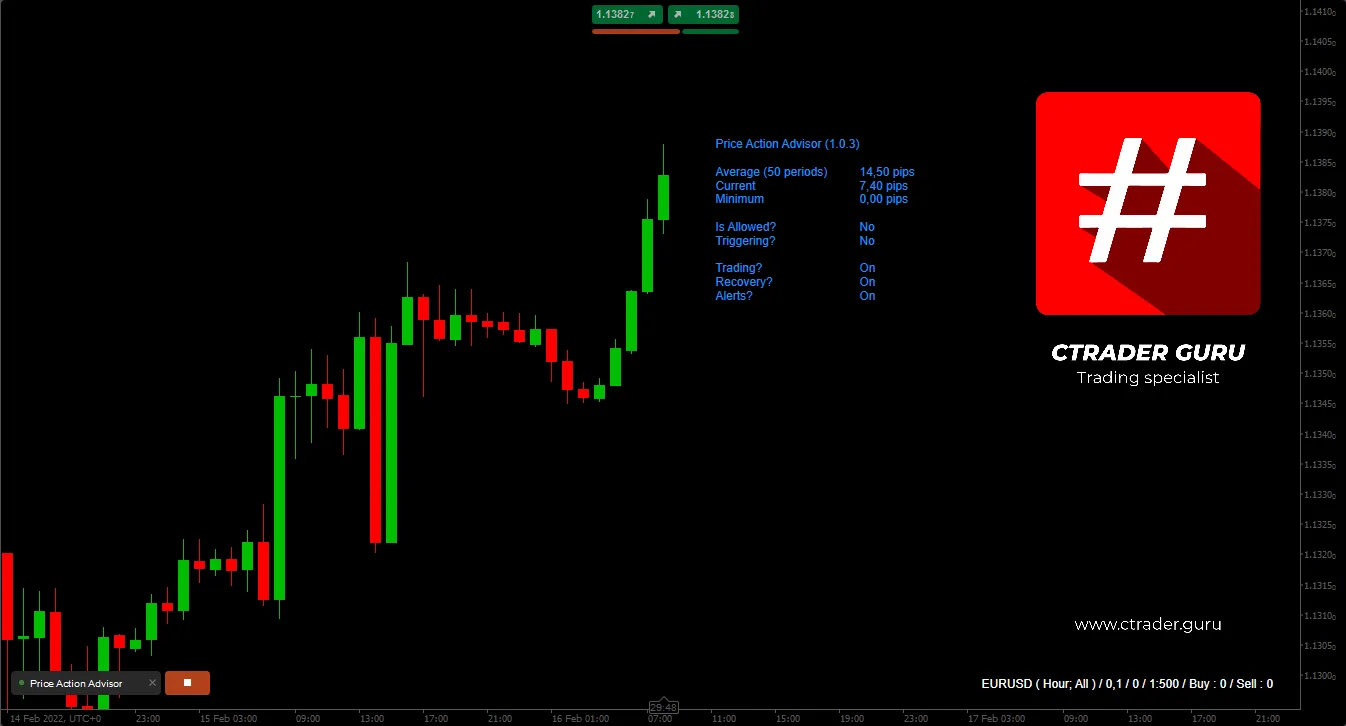 1.13827 1.13828
1.14100
1.14050
1.14000
1.13950
1.13900
1.13850
1.13800
1.13750
1.13700
1.13650
1.13600
1.13550
1.13500
1.13450
1.13400
1.13350
1.13300
1.13250
1.13200
1.13150
1.13100
1.13050
1.13000
Price Action Advisor (1.0.3)
Average (50 periods) 14,50 pips
Current 7,40 pips
Minimum 0,00 pips
Is Allowed? No
Triggering? No
Trading? On
Recovery? On
Alerts? On
#
CTRADER GURU
Trading specialist
www.ctrader.guru
Price Action Advisor
EURUSD ( Hour; All ) / 0,1 / 0 / 1:500 / Buy : 0 / Sell : 0
29:48
14 Feb 2022, UTC+0 23:00 15 Feb 03:00 09:00 13:00 17:00 21:00 16 Feb 01:00 07:00 11:00 15:00 19:00 23:00 17 Feb 03:00 09:00 13:00 17:00 21:00